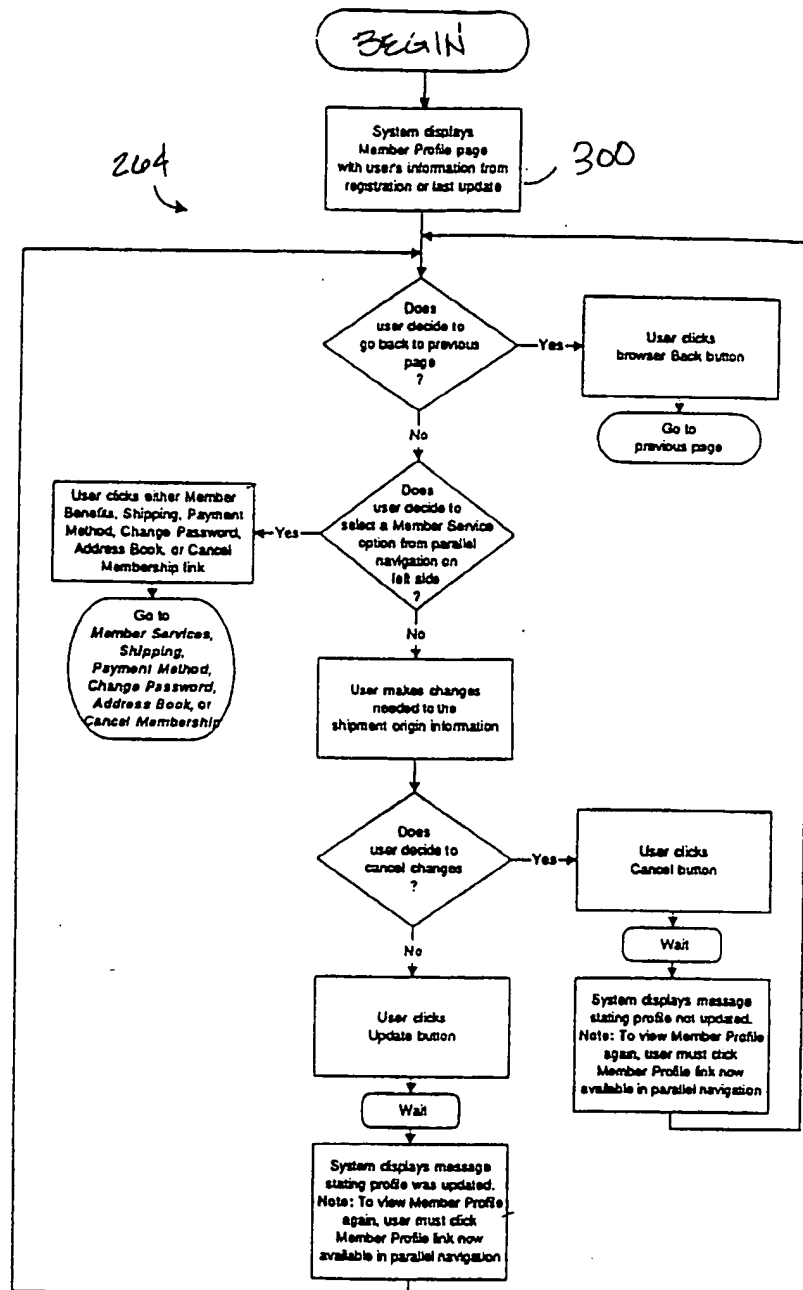 BEGIN
System displays
Member Profile page
with user's information from
registration or last update
300
264
Does
user decide to
go back to previous
page
?
Yes
User clicks
browser Back button
Go to
previous page
No
Does
user decide to
select a Member Service
option from parallel
navigation on
left side
?
Yes
User clicks either Member
Benefits, Shipping, Payment
Method, Change Password,
Address Book, or Cancel
Membership link
Go to
Member Services,
Shipping,
Payment Method,
Change Password,
Address Book, or
Cancel Membership
No
User makes changes
needed to the
shipment origin information
Does
user decide to
cancel changes
?
Yes
User clicks
Cancel button
Wait
System displays message
stating profile not updated.
Note: To view Member Profile
again, user must click
Member Profile link now
available in parallel navigation
No
User clicks
Update button
Wait
System displays message
stating profile was updated.
Note: To view Member Profile
again, user must click
Member Profile link now
available in parallel navigation